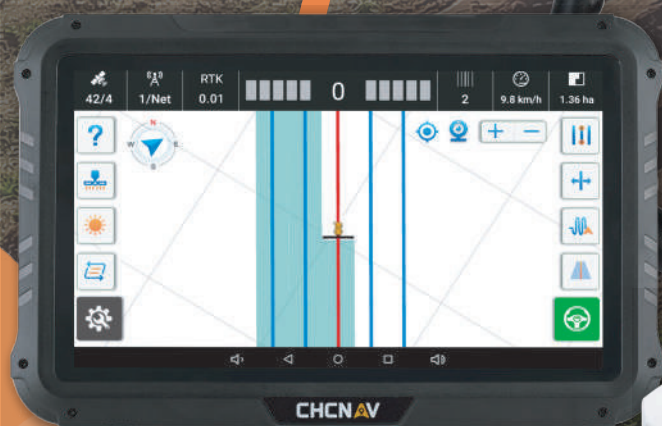 RTK
42/4
1/Net
0.01
0
2
9.8 km/h
1.36 ha
?
N
W
E
S
+ −
CHCNAV